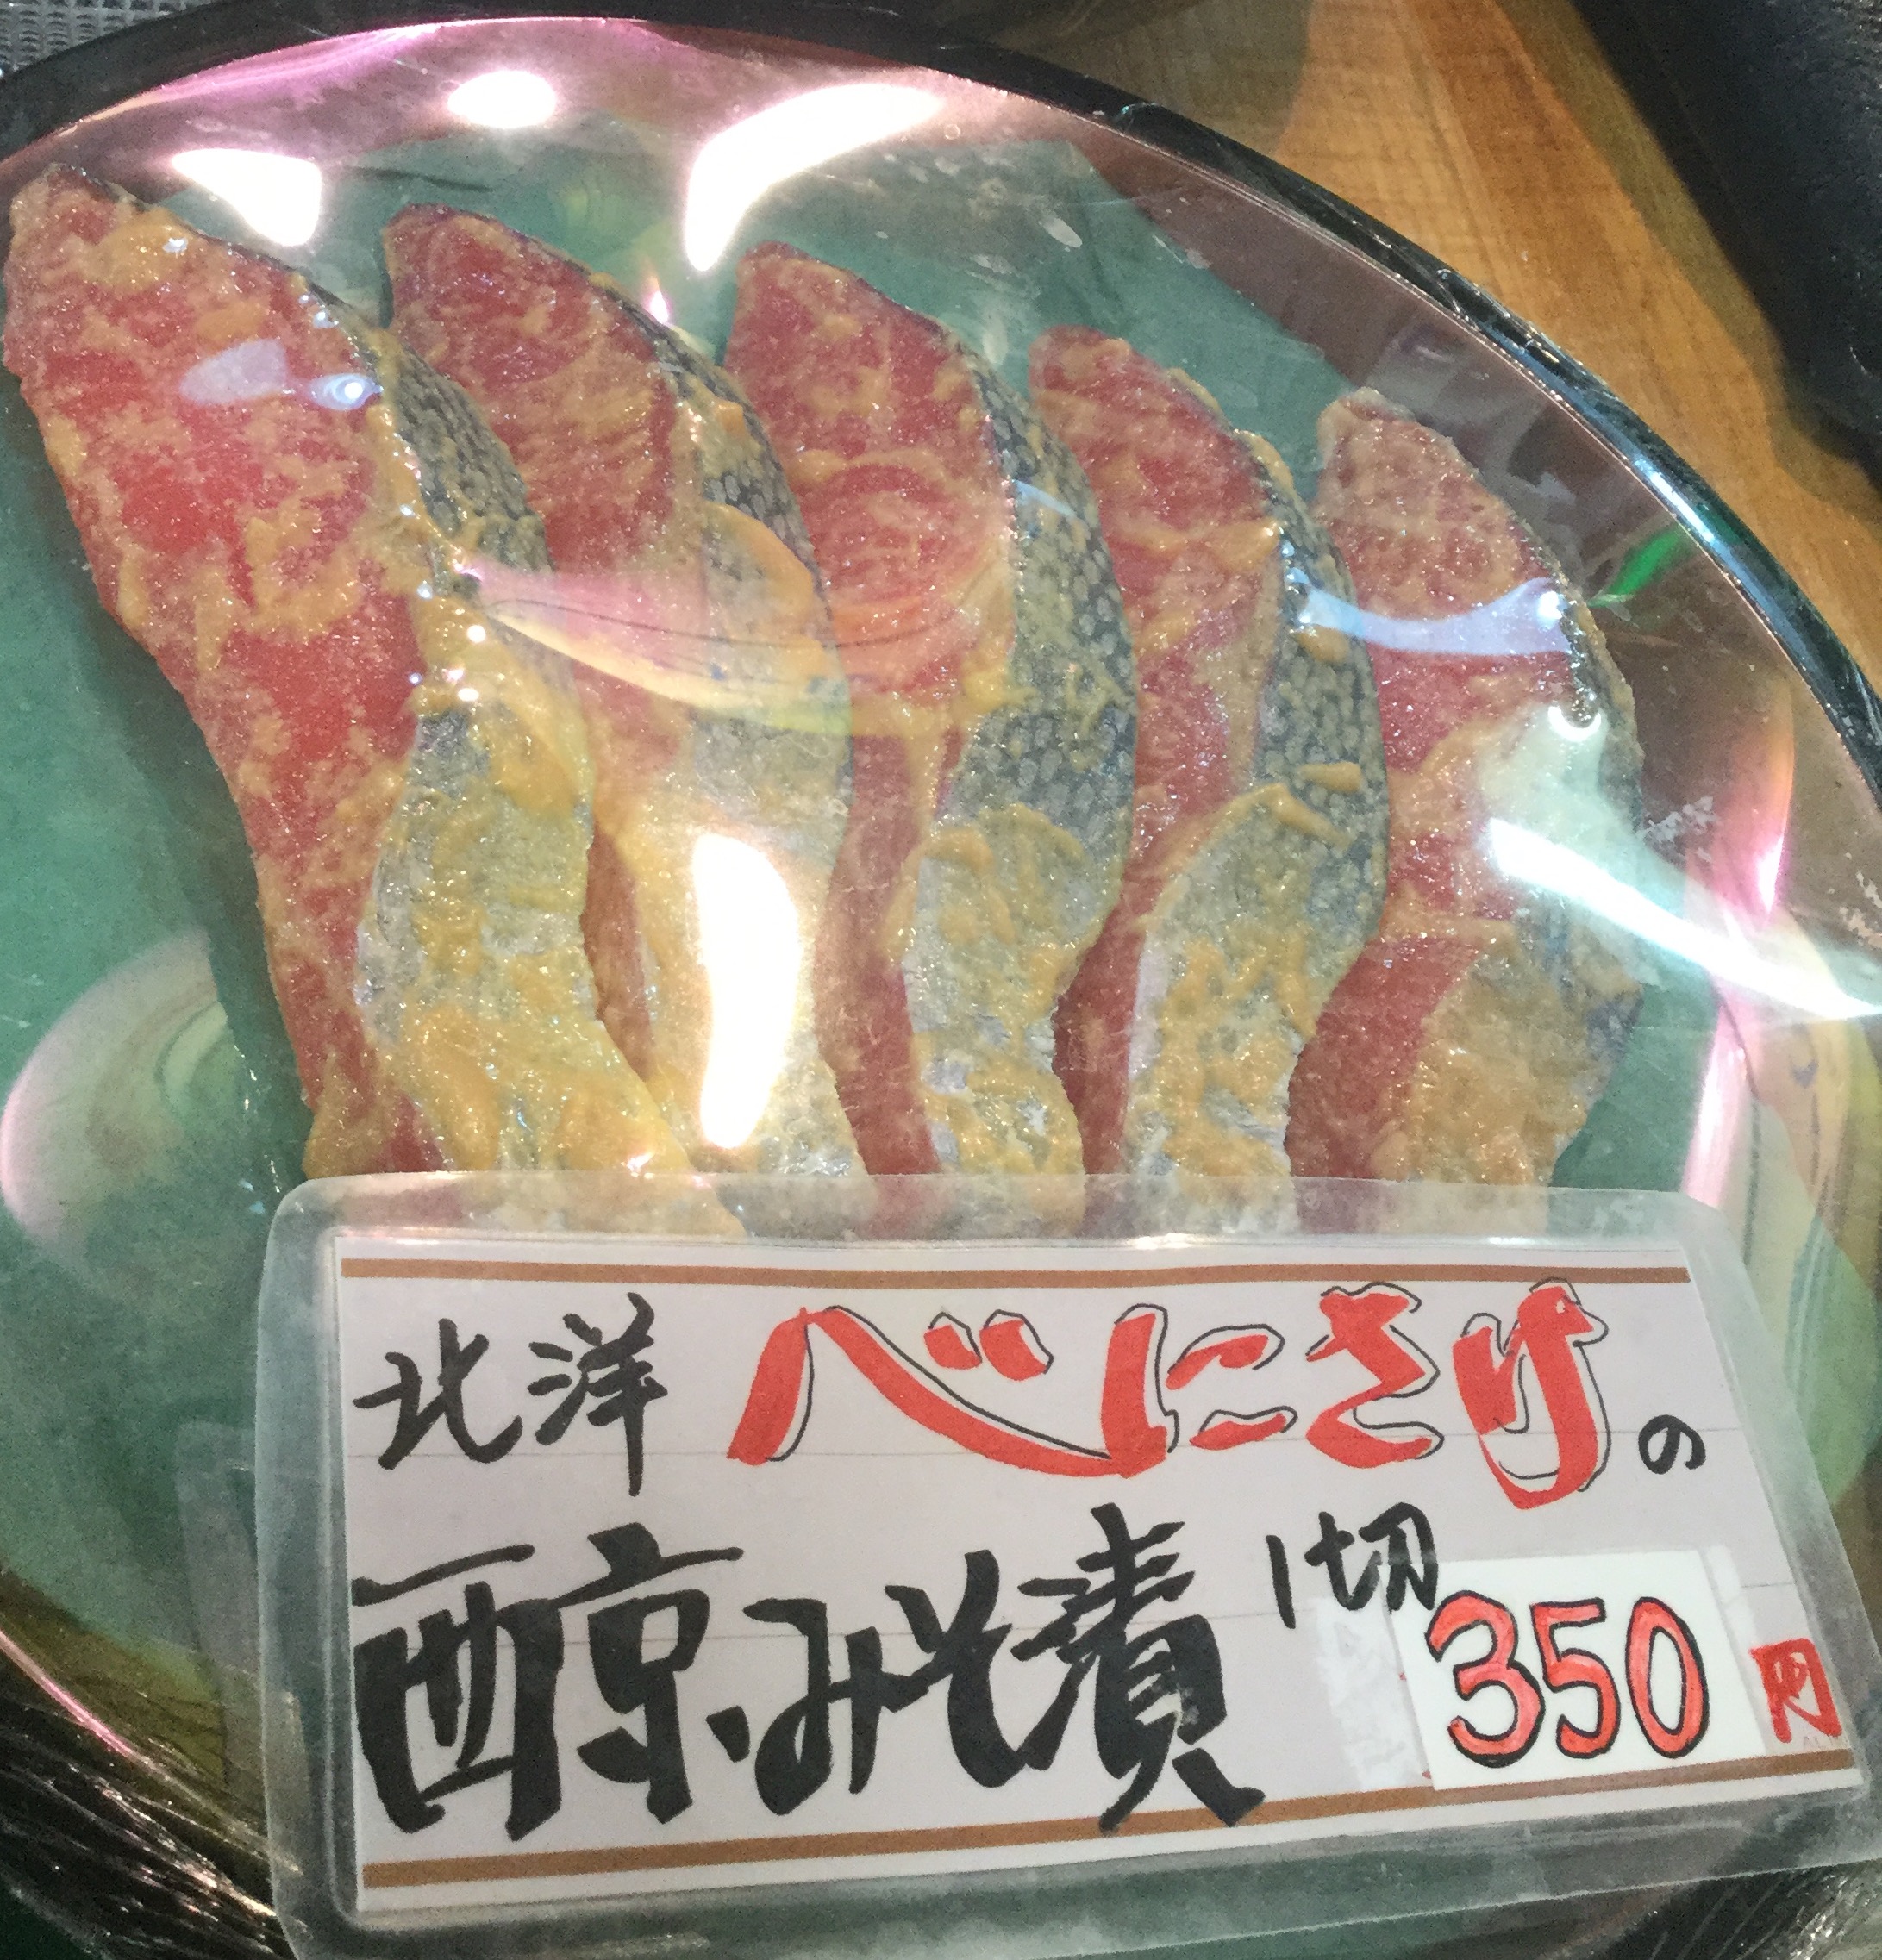 北洋 べにさけの
西京みそ漬 1切
350円